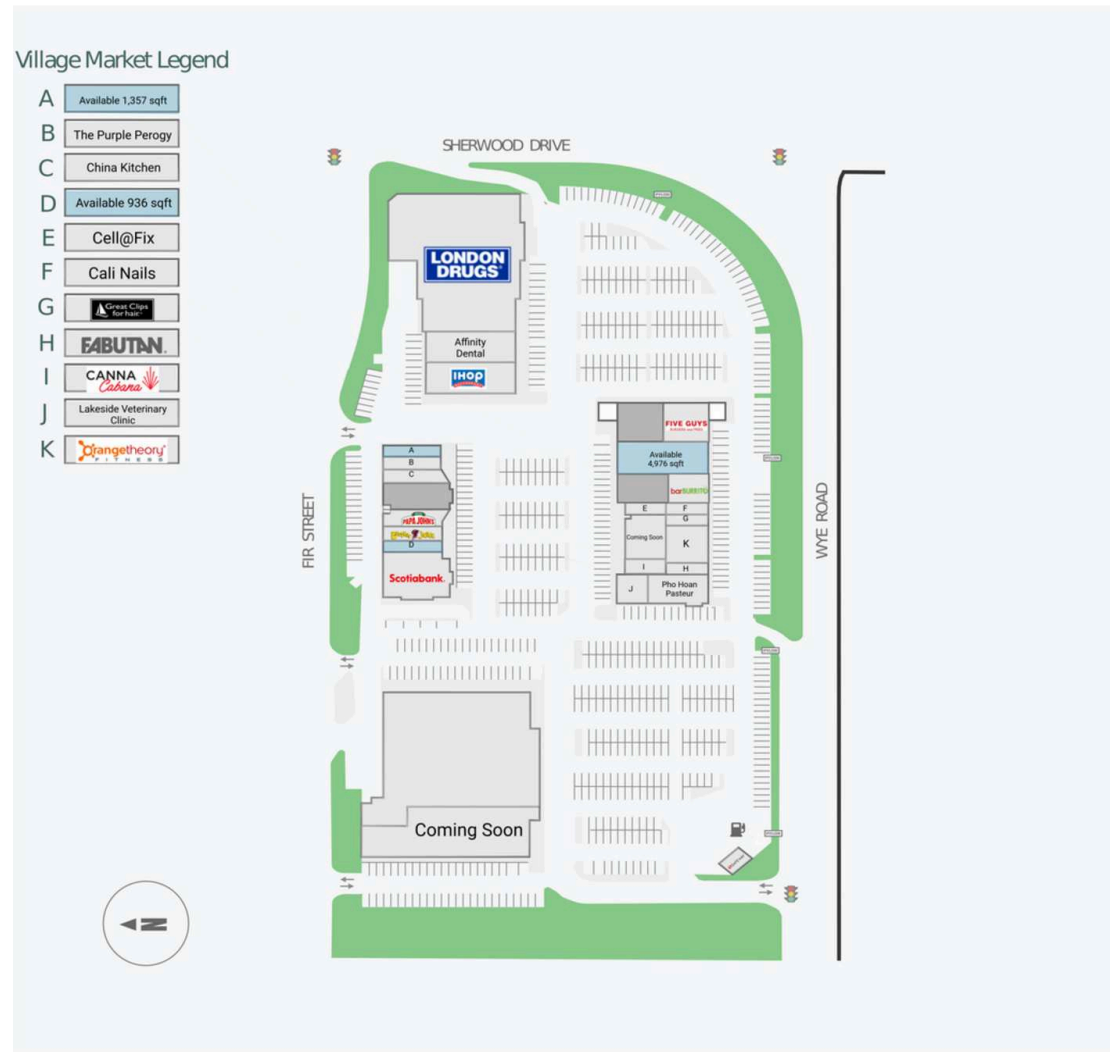 Village Market Legend
A Available 1,357 sqft
B The Purple Perogy
C China Kitchen
D Available 936 sqft
E Cell@Fix
F Cali Nails
G Great Clips
for hair
H FABUTAN
I CANNA
Cabana
J Lakeside Veterinary
Clinic
K Orangetheory
FITNESS
SHERWOOD DRIVE
LONDON
DRUGS
Affinity
Dental
IHOP
FIVE GUYS
Available
4,976 sqft
barBURRITO
A
B
C
PAPA JOHN'S
D
Scotiabank
E
F
G
Coming Soon
K
I
H
J
Pho Hoan
Pasteur
FIR STREET
WYE ROAD
Coming Soon
N